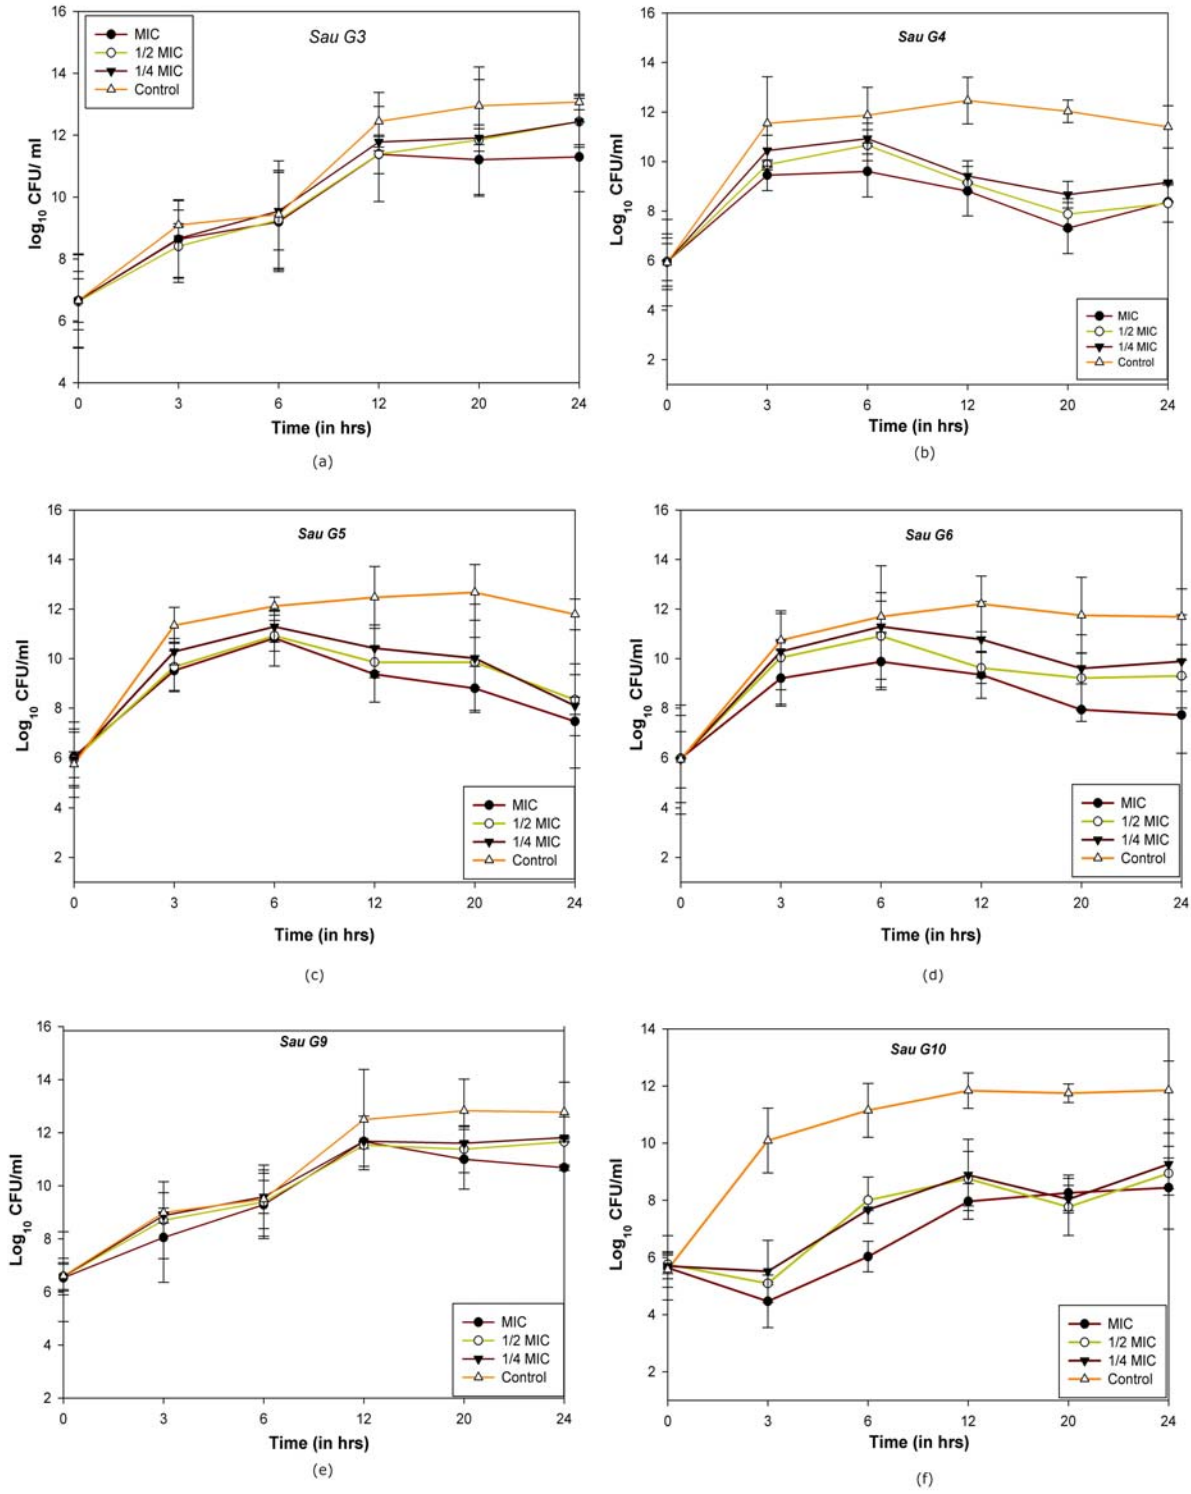 Sau G3
MIC
1/2 MIC
1/4 MIC
Control
log10 CFU/ ml
16
14
12
10
8
6
4
0 3 6 12 20 24
Time (in hrs)
(a)
Sau G4
Log10 CFU/ml
16
14
12
10
8
6
4
2
MIC
1/2 MIC
1/4 MIC
Control
0 3 6 12 20 24
Time (in hrs)
(b)
Sau G5
Log10 CFU/ml
16
14
12
10
8
6
4
2
MIC
1/2 MIC
1/4 MIC
Control
0 3 6 12 20 24
Time (in hrs)
(c)
Sau G6
Log10 CFU/ml
16
14
12
10
8
6
4
2
MIC
1/2 MIC
1/4 MIC
Control
0 3 6 12 20 24
Time (in hrs)
(d)
Sau G9
Log10 CFU/ml
16
14
12
10
8
6
4
2
MIC
1/2 MIC
1/4 MIC
Control
0 3 6 12 20 24
Time (in hrs)
(e)
Sau G10
Log10 CFU/ml
14
12
10
8
6
4
2
MIC
1/2 MIC
1/4 MIC
Control
0 3 6 12 20 24
Time (in hrs)
(f)